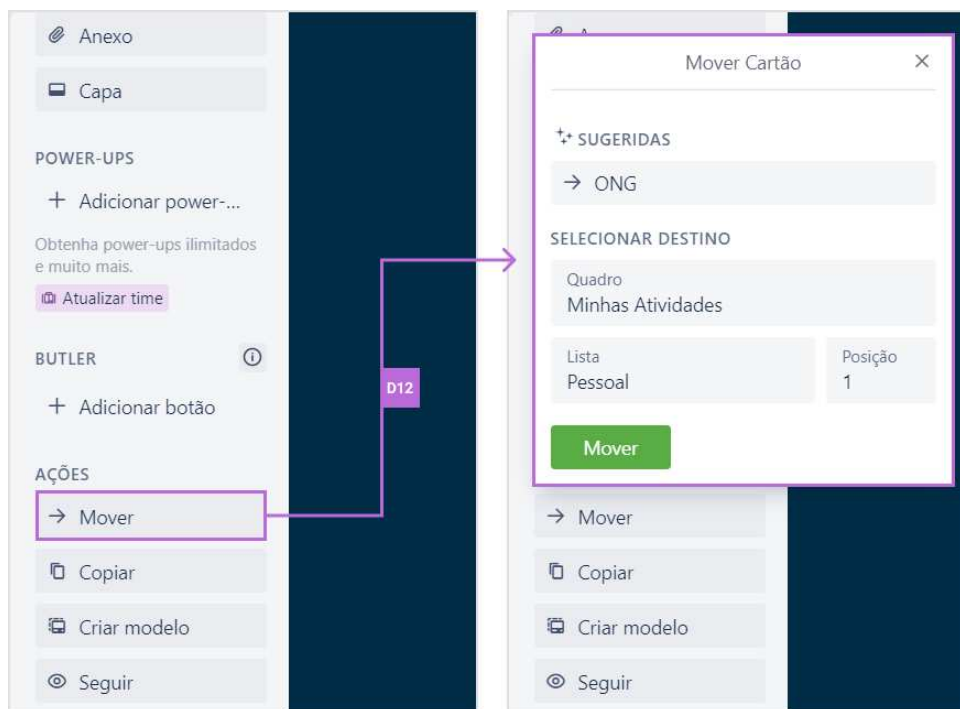 Anexo
Capa
POWER-UPS
+ Adicionar power-...
Obtenha power-ups ilimitados
e muito mais.
Atualizar time
BUTLER
+ Adicionar botão
AÇÕES
→ Mover
Copiar
Criar modelo
Seguir
D12
Mover Cartão
SUGERIDAS
→ ONG
SELECIONAR DESTINO
Quadro
Minhas Atividades
Lista
Pessoal
Posição
1
Mover
→ Mover
Copiar
Criar modelo
Seguir